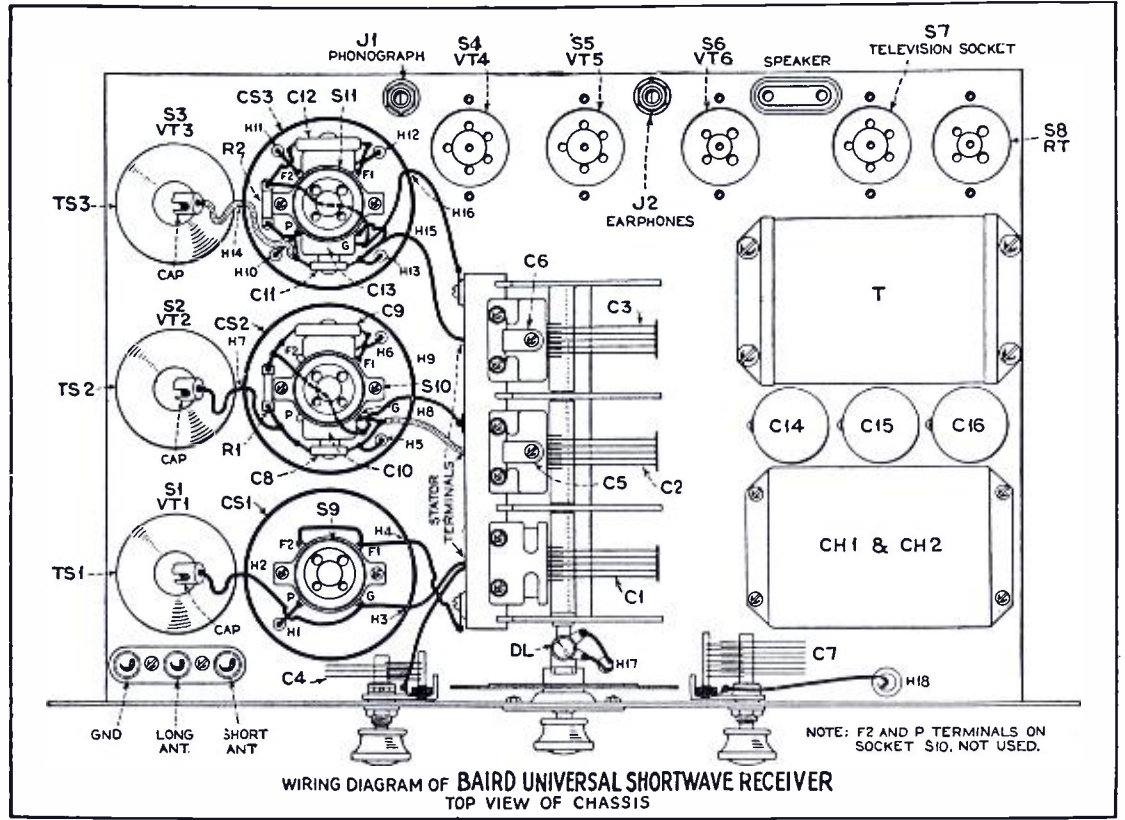 J1
PHONOGRAPH
S4
VT4
S5
VT5
S6
VT6
SPEAKER
S7
TELEVISION SOCKET
S8
RT
J2
EARPHONES
S3
VT3
TS3
CAP
CS3
C12
S11
H11
H12
R2
F2
F1
P
G
H16
H15
H14
H10
H13
C11
C13
S2
VT2
TS2
CAP
CS2
C9
H7
F2
F1
H6
H9
S10
P
G
H8
H5
R1
C8
C10
S1
VT1
TS1
CAP
CS1
S9
H4
F2
F1
H2
P
G
H1
H3
STATOR
TERMINALS
C6
C3
C5
C2
C1
T
C14
C15
C16
CH1 & CH2
C4
DL
H17
C7
H18
GND
LONG
ANT.
SHORT
ANT
NOTE: F2 AND P TERMINALS ON
SOCKET S10, NOT USED.
WIRING DIAGRAM OF BAIRD UNIVERSAL SHORTWAVE RECEIVER
TOP VIEW OF CHASSIS